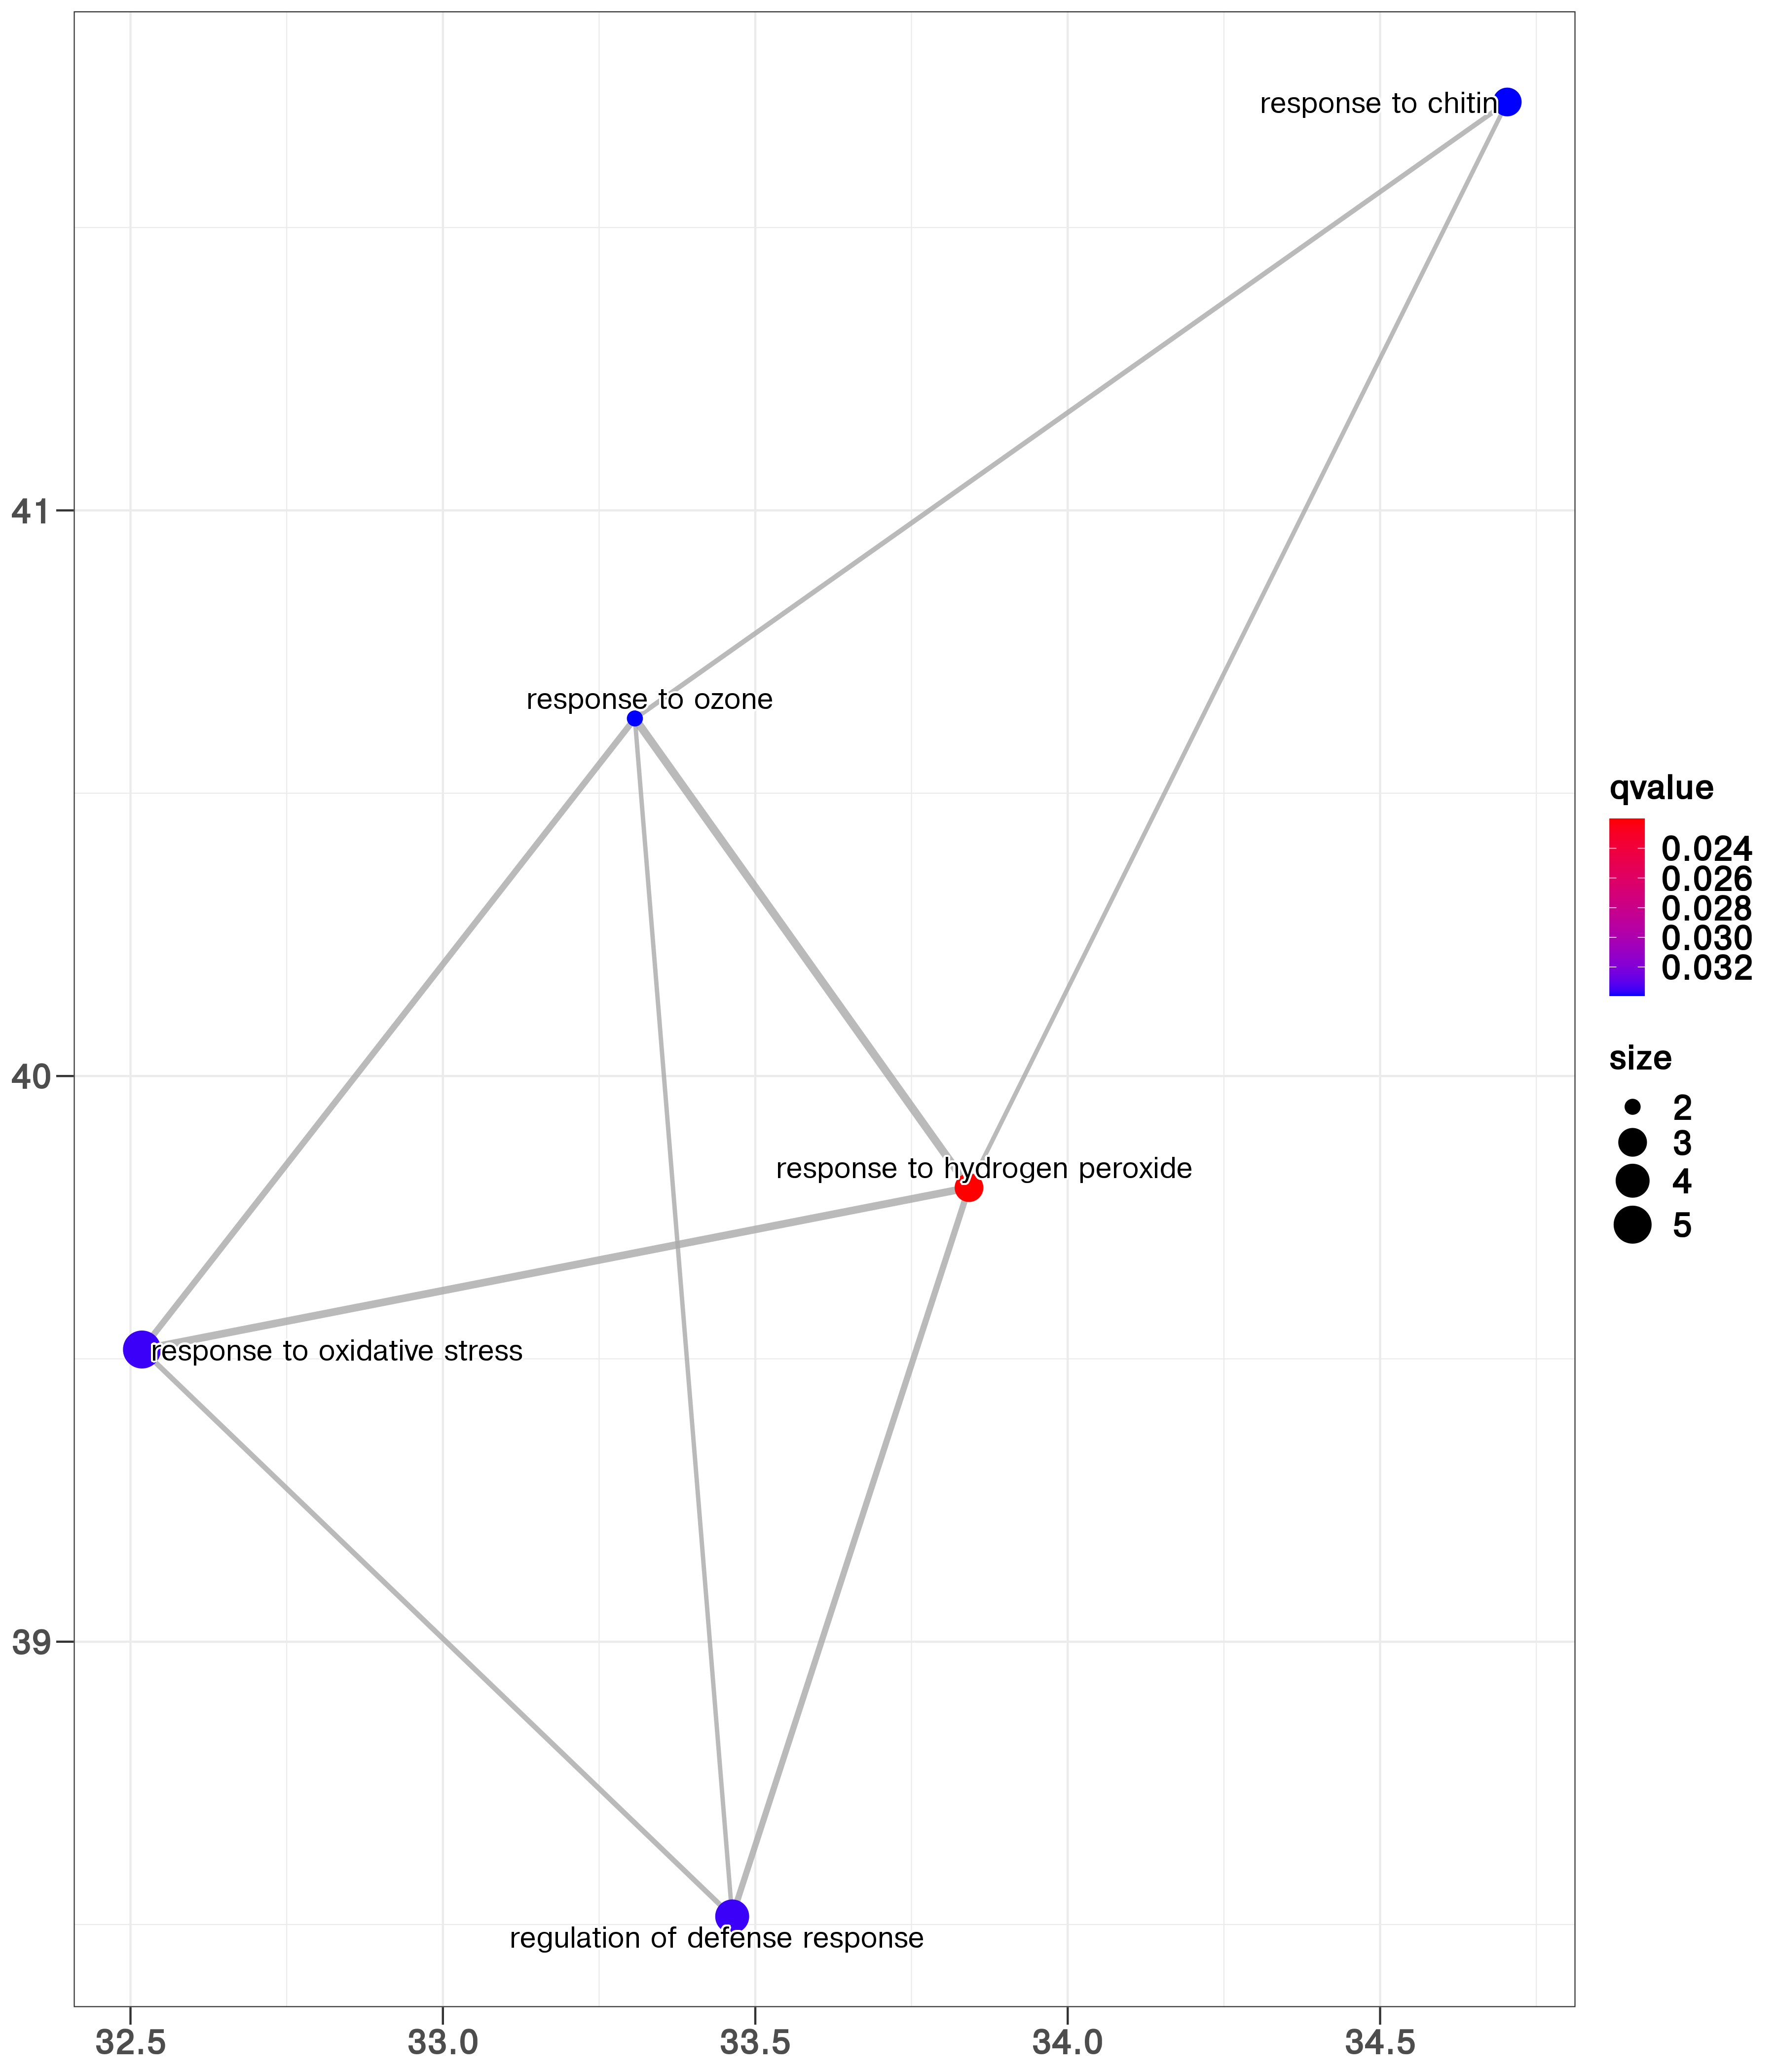 response to chitin
response to ozone
response to hydrogen peroxide
response to oxidative stress
regulation of defense response
41
40
39
32.5 33.0 33.5 34.0 34.5
qvalue
0.024
0.026
0.028
0.030
0.032
size
2
3
4
5